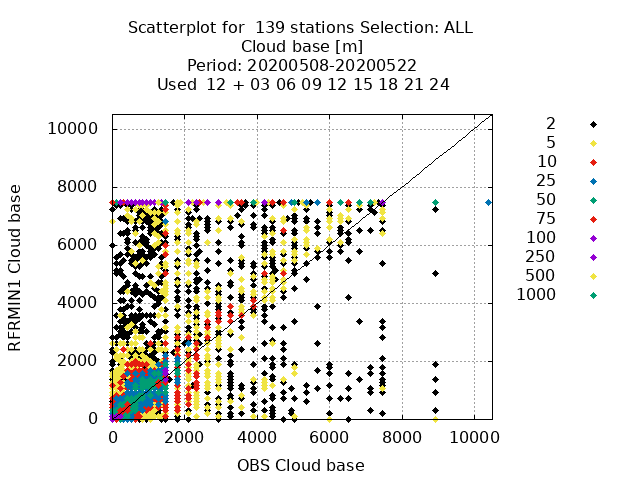 Scatterplot for  139 stations Selection: ALL
Cloud base [m]
Period: 20200508-20200522
Used  12 + 03 06 09 12 15 18 21 24
RFRMIN1 Cloud base
10000
8000
6000
4000
2000
0
0 2000 4000 6000 8000 10000
OBS Cloud base
2
5
10
25
50
75
100
250
500
1000